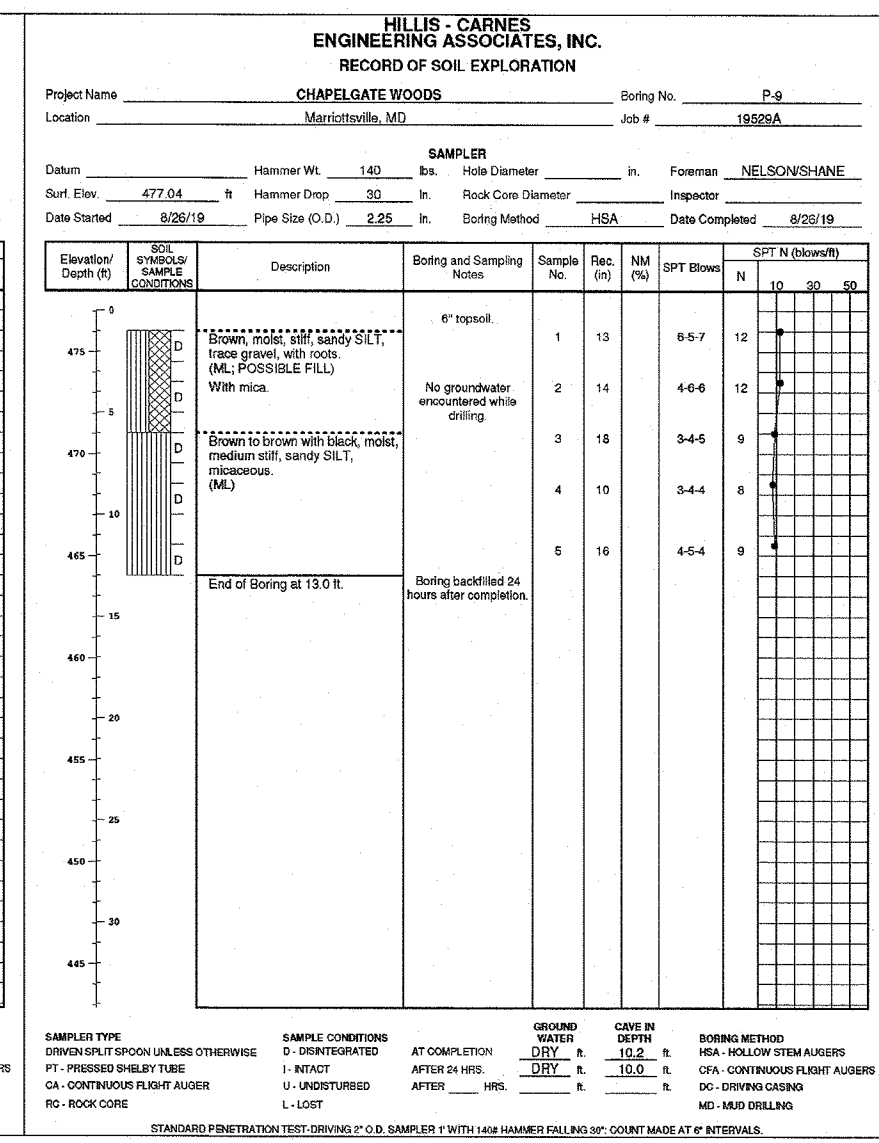 HILLIS - CARNES
ENGINEERING ASSOCIATES, INC.
RECORD OF SOIL EXPLORATION
Project Name CHAPELGATE WOODS Boring No. P-9
Location Marriottsville, MD Job # 19529A
SAMPLER
Datum Hammer Wt. 140 lbs. Hole Diameter in. Foreman NELSON/SHANE
Surf. Elev. 477.04 ft Hammer Drop 30 in. Rock Core Diameter Inspector
Date Started 8/26/19 Pipe Size (O.D.) 2.25 in. Boring Method HSA Date Completed 8/26/19
Elevation/ Depth (ft) SOIL SYMBOLS/ SAMPLE CONDITIONS Description Boring and Sampling Notes Sample No. Rec. (in) NM (%) SPT Blows SPT N (blows/ft)
N 10 30 50
0
6" topsoil.
Brown, moist, stiff, sandy SILT, 1 13 6-5-7 12
475 D trace gravel, with roots.
(ML; POSSIBLE FILL)
With mica. No groundwater 2 14 4-6-6 12
D encountered while
5 drilling.
Brown to brown with black, moist, 3 18 3-4-5 9
470 D medium stiff, sandy SILT,
micaceous.
(ML) 4 10 3-4-4 8
D
10
465 5 16 4-5-4 9
D
End of Boring at 13.0 ft. Boring backfilled 24
hours after completion.
15
460
20
455
25
450
30
445
GROUND WATER CAVE IN DEPTH
SAMPLER TYPE SAMPLE CONDITIONS BORING METHOD
DRIVEN SPLIT SPOON UNLESS OTHERWISE D - DISINTEGRATED AT COMPLETION DRY ft. 10.2 ft. HSA - HOLLOW STEM AUGERS
RS PT - PRESSED SHELBY TUBE I - INTACT AFTER 24 HRS. DRY ft. 10.0 ft. CFA - CONTINUOUS FLIGHT AUGERS
CA - CONTINUOUS FLIGHT AUGER U - UNDISTURBED AFTER HRS. ft. ft. DC - DRIVING CASING
RC - ROCK CORE L - LOST MD - MUD DRILLING
STANDARD PENETRATION TEST-DRIVING 2" O.D. SAMPLER 1' WITH 140# HAMMER FALLING 30": COUNT MADE AT 6" INTERVALS.